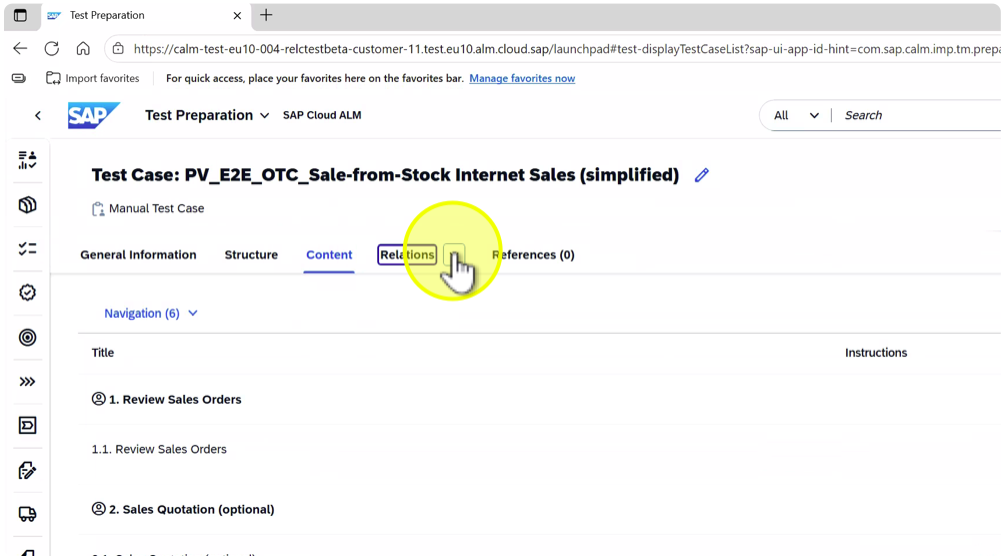 Test Preparation
https://calm-test-eu10-004-relctestbeta-customer-11.test.eu10.alm.cloud.sap/launchpad#test-displayTestCaseList?sap-ui-app-id-hint=com.sap.calm.imp.tm.prepa
Import favorites For quick access, place your favorites here on the favorites bar. Manage favorites now
SAP Test Preparation SAP Cloud ALM All Search
Test Case: PV_E2E_OTC_Sale-from-Stock Internet Sales (simplified)
Manual Test Case
General Information Structure Content Relations References (0)
Navigation (6)
Title Instructions
1. Review Sales Orders
1.1. Review Sales Orders
2. Sales Quotation (optional)